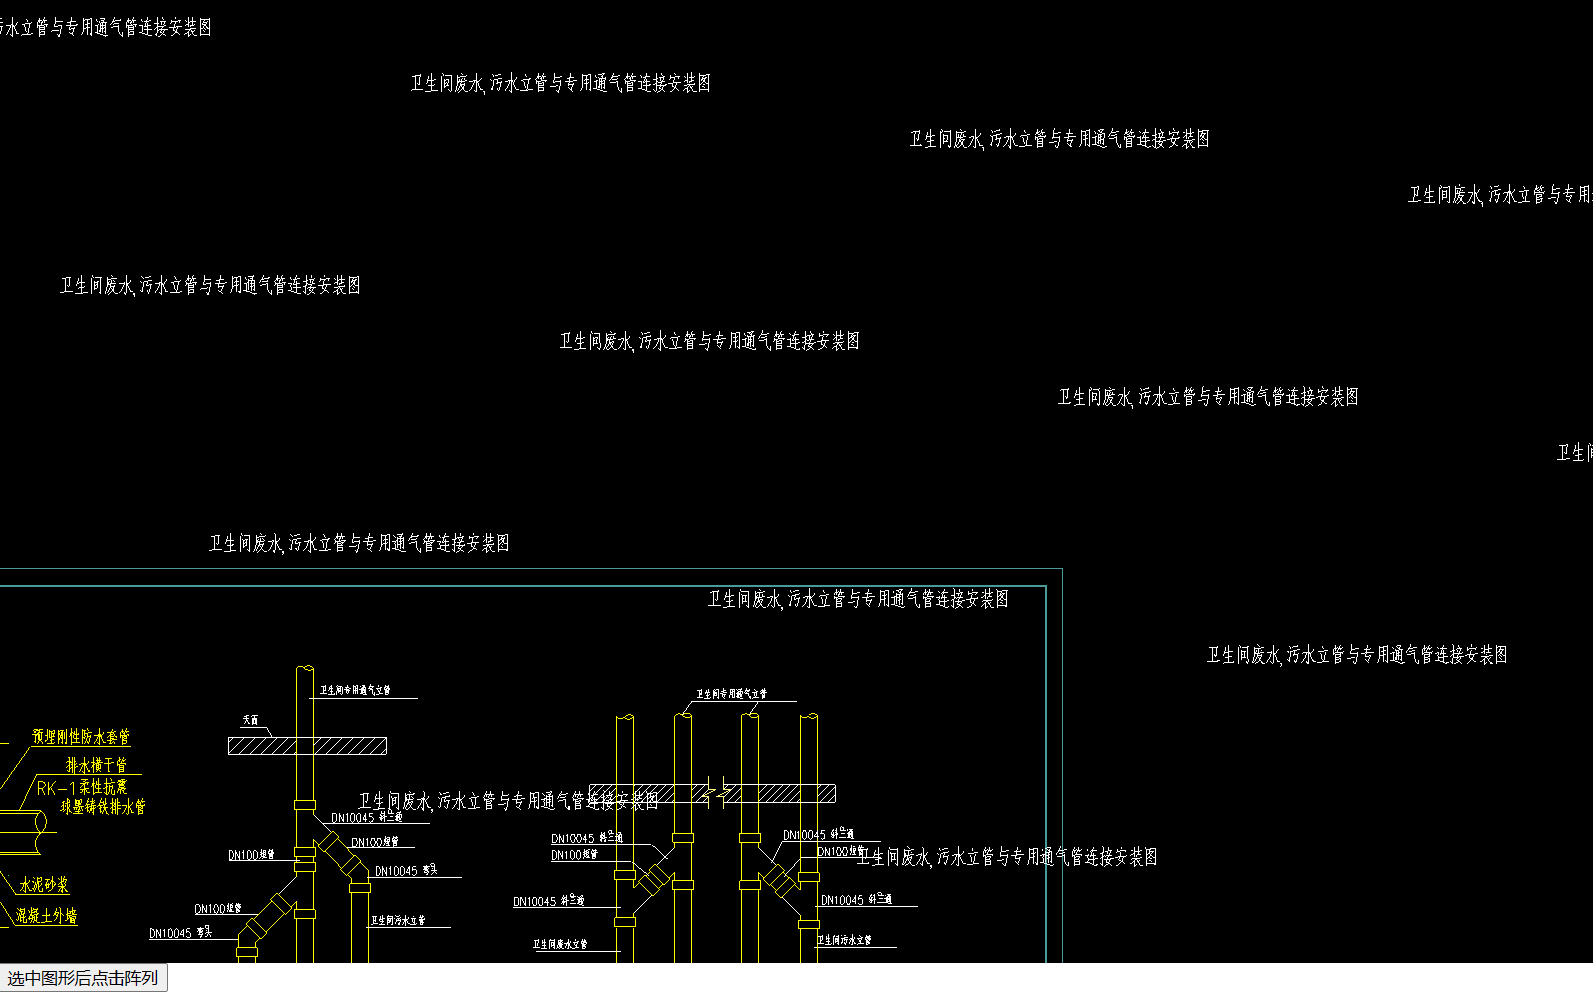 污水立管与专用通气管连接安装图
卫生间废水,污水立管与专用通气管连接安装图
卫生间废水,污水立管与专用通气管连接安装图
卫生间废水,污水立管与专用
卫生间废水,污水立管与专用通气管连接安装图
卫生间废水,污水立管与专用通气管连接安装图
卫生间废水,污水立管与专用通气管连接安装图
卫生间
卫生间废水,污水立管与专用通气管连接安装图
卫生间废水,污水立管与专用通气管连接安装图
卫生间废水,污水立管与专用通气管连接安装图
卫生间专用通气立管
卫生间专用通气立管
天面
预埋刚性防水套管
排水横干管
RK-1柔性抗震
球墨铸铁排水管
卫生间废水,污水立管与专用通气管连接安装图
DN10045 斜三通
DN100短管
DN100短管
DN10045 弯头
DN10045 斜三通
DN100短管
DN10045 斜三通
DN100短管
卫生间废水,污水立管与专用通气管连接安装图
水泥砂浆
混凝土外墙
DN100短管
DN10045 弯头
卫生间污水立管
DN10045 斜三通
DN10045 斜三通
卫生间废水立管
卫生间污水立管
选中图形后点击阵列